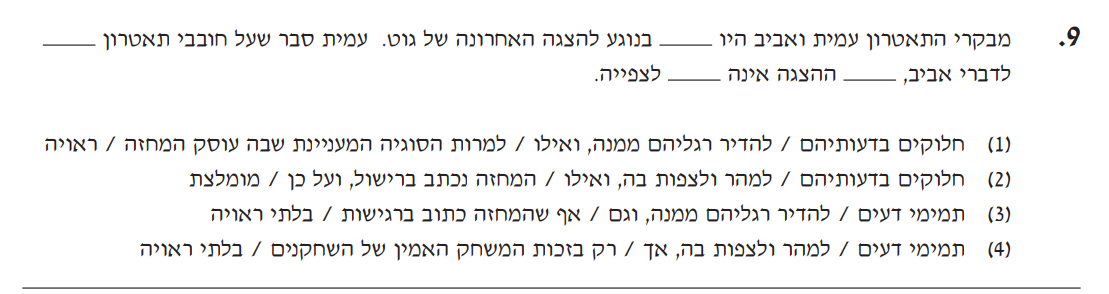 9. מבקרי התאטרון עמית ואביב היו _____ בנוגע להצגה האחרונה של גוט. עמית סבר שעל חובבי תאטרון _____
לדברי אביב, _____ ההצגה אינה _____ לצפייה.
(1) חלוקים בדעותיהם / להדיר רגליהם ממנה, ואילו / למרות הסוגיה המעניינת שבה עוסק המחזה / ראויה
(2) חלוקים בדעותיהם / למהר ולצפות בה, ואילו / המחזה נכתב ברישול, ועל כן / מומלצת
(3) תמימי דעים / להדיר רגליהם ממנה, וגם / אף שהמחזה כתוב ברגישות / בלתי ראויה
(4) תמימי דעים / למהר ולצפות בה, אך / רק בזכות המשחק האמין של השחקנים / בלתי ראויה